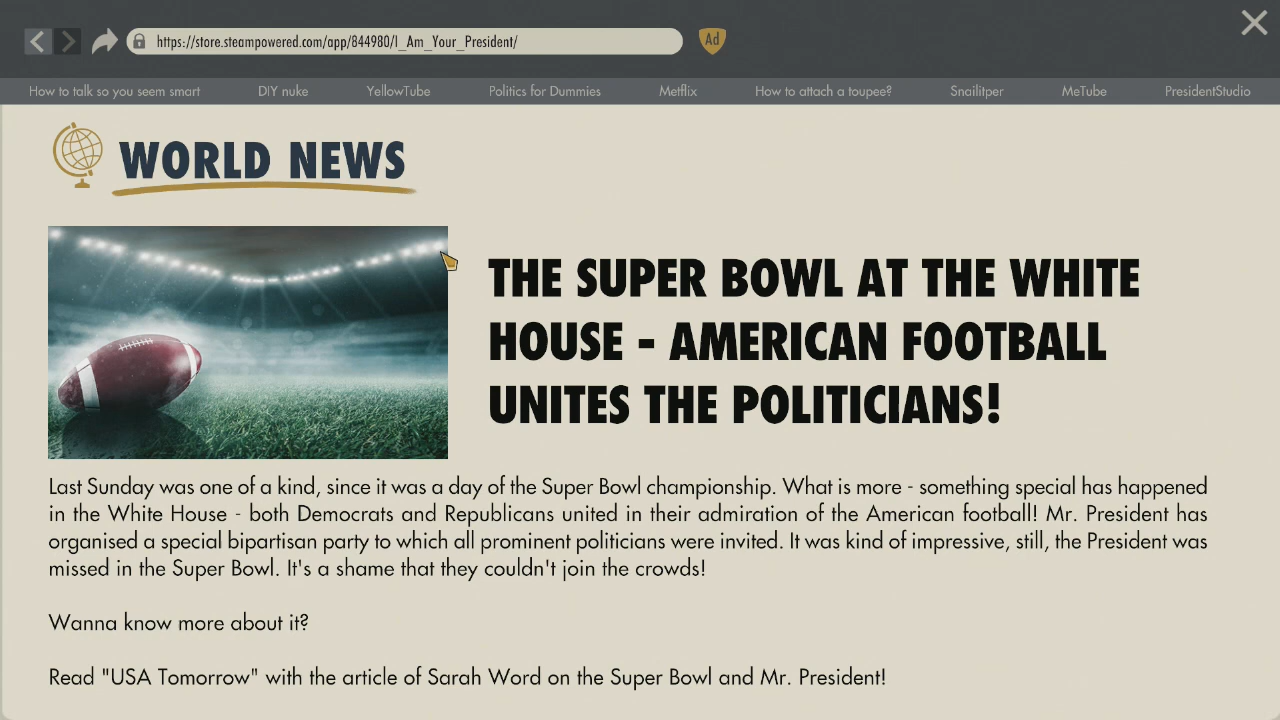 https://store.steampowered.com/app/844980/I_Am_Your_President/
Ad
How to talk so you seem smart
DIY nuke
YellowTube
Politics for Dummies
Metflix
How to attach a toupee?
Snailitper
MeTube
PresidentStudio
WORLD NEWS
THE SUPER BOWL AT THE WHITE
HOUSE - AMERICAN FOOTBALL
UNITES THE POLITICIANS!
Last Sunday was one of a kind, since it was a day of the Super Bowl championship. What is more - something special has happened
in the White House - both Democrats and Republicans united in their admiration of the American football! Mr. President has
organised a special bipartisan party to which all prominent politicians were invited. It was kind of impressive, still, the President was
missed in the Super Bowl. It's a shame that they couldn't join the crowds!
Wanna know more about it?
Read "USA Tomorrow" with the article of Sarah Word on the Super Bowl and Mr. President!